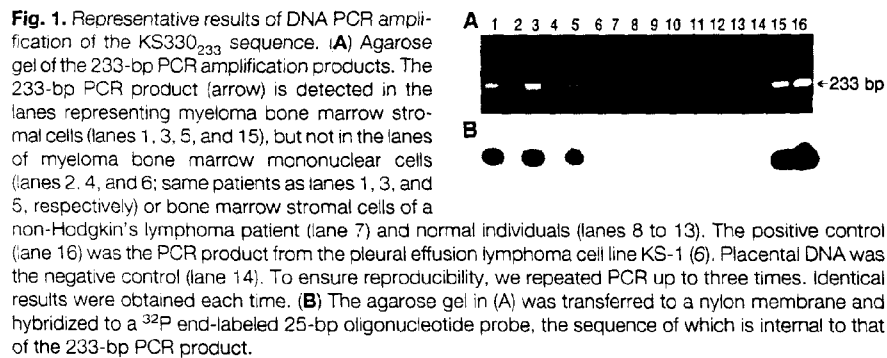 Fig. 1. Representative results of DNA PCR ampli-
fication of the KS330233 sequence. (A) Agarose
gel of the 233-bp PCR amplification products. The
233-bp PCR product (arrow) is detected in the
lanes representing myeloma bone marrow stro-
mal cells (lanes 1, 3, 5, and 15), but not in the lanes
of myeloma bone marrow mononuclear cells
(lanes 2, 4, and 6; same patients as lanes 1, 3, and
5, respectively) or bone marrow stromal cells of a
non-Hodgkin's lymphoma patient (lane 7) and normal individuals (lanes 8 to 13). The positive control
(lane 16) was the PCR product from the pleural effusion lymphoma cell line KS-1 (6). Placental DNA was
the negative control (lane 14). To ensure reproducibility, we repeated PCR up to three times. Identical
results were obtained each time. (B) The agarose gel in (A) was transferred to a nylon membrane and
hybridized to a 32P end-labeled 25-bp oligonucleotide probe, the sequence of which is internal to that
of the 233-bp PCR product.
A 1 2 3 4 5 6 7 8 9 10 11 12 13 14 15 16
←233 bp
B